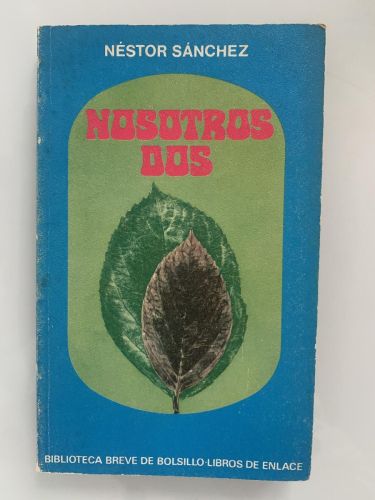 NÉSTOR SÁNCHEZ
NOSOTROS
DOS
BIBLIOTECA BREVE DE BOLSILLO·LIBROS DE ENLACE